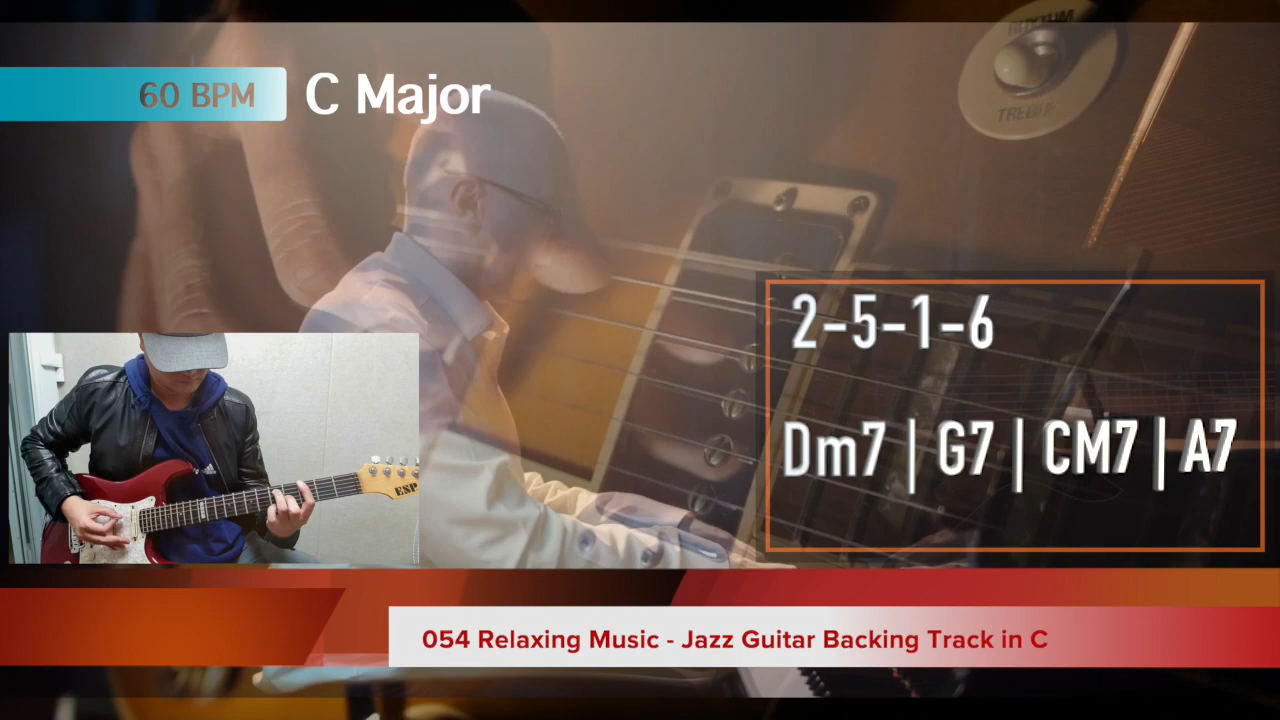 RHYTHM
TREBLE
60 BPM
C Major
2-5-1-6
Dm7 | G7 | CM7 | A7
ESP
054 Relaxing Music - Jazz Guitar Backing Track in C